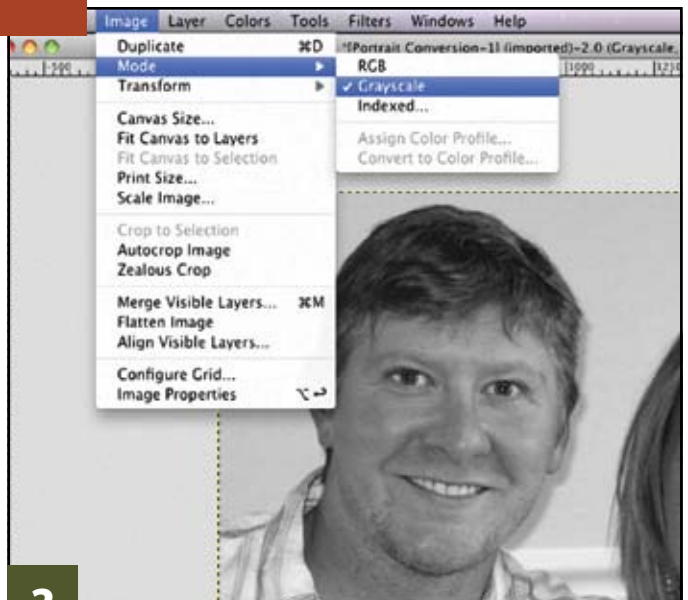 Image Layer Colors Tools Filters Windows Help
*[Portrait Conversion-1] (imported)-2.0 (Grayscale,
Duplicate ⌘D
Mode ▶
Transform ▶
Canvas Size...
Fit Canvas to Layers
Fit Canvas to Selection
Print Size...
Scale Image...
Crop to Selection
Autocrop Image
Zealous Crop
Merge Visible Layers... ⌘M
Flatten Image
Align Visible Layers...
Configure Grid...
Image Properties ⌥↩
RGB
✓ Grayscale
Indexed...
Assign Color Profile...
Convert to Color Profile...
-500
1000